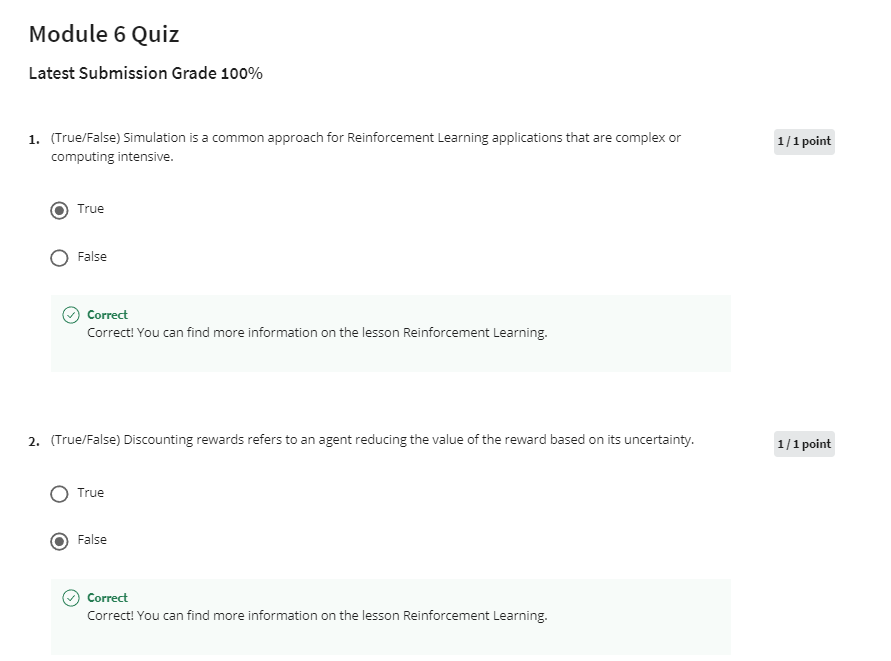 Module 6 Quiz
Latest Submission Grade 100%
1. (True/False) Simulation is a common approach for Reinforcement Learning applications that are complex or
computing intensive.
1 / 1 point
True
False
Correct
Correct! You can find more information on the lesson Reinforcement Learning.
2. (True/False) Discounting rewards refers to an agent reducing the value of the reward based on its uncertainty.
1 / 1 point
True
False
Correct
Correct! You can find more information on the lesson Reinforcement Learning.